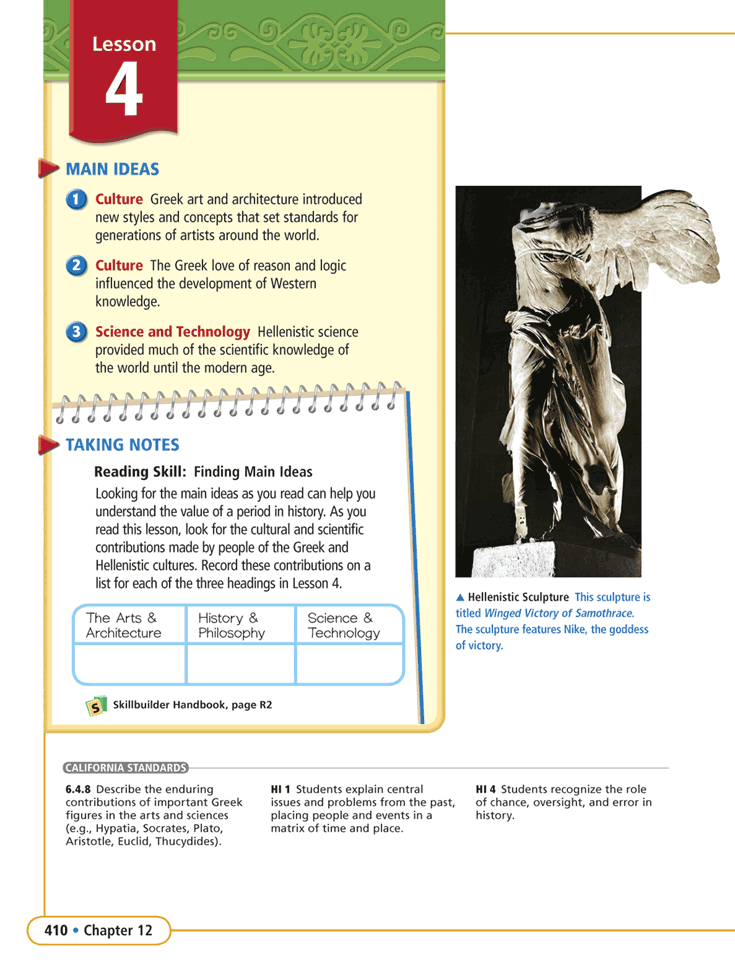 Lesson
4
MAIN IDEAS
1 Culture Greek art and architecture introduced
new styles and concepts that set standards for
generations of artists around the world.
2 Culture The Greek love of reason and logic
influenced the development of Western
knowledge.
3 Science and Technology Hellenistic science
provided much of the scientific knowledge of
the world until the modern age.
TAKING NOTES
Reading Skill: Finding Main Ideas
Looking for the main ideas as you read can help you
understand the value of a period in history. As you
read this lesson, look for the cultural and scientific
contributions made by people of the Greek and
Hellenistic cultures. Record these contributions on a
list for each of the three headings in Lesson 4.
The Arts &
Architecture
History &
Philosophy
Science &
Technology
S Skillbuilder Handbook, page R2
▲ Hellenistic Sculpture This sculpture is
titled Winged Victory of Samothrace.
The sculpture features Nike, the goddess
of victory.
CALIFORNIA STANDARDS
6.4.8 Describe the enduring
contributions of important Greek
figures in the arts and sciences
(e.g., Hypatia, Socrates, Plato,
Aristotle, Euclid, Thucydides).
HI 1 Students explain central
issues and problems from the past,
placing people and events in a
matrix of time and place.
HI 4 Students recognize the role
of chance, oversight, and error in
history.
410 • Chapter 12